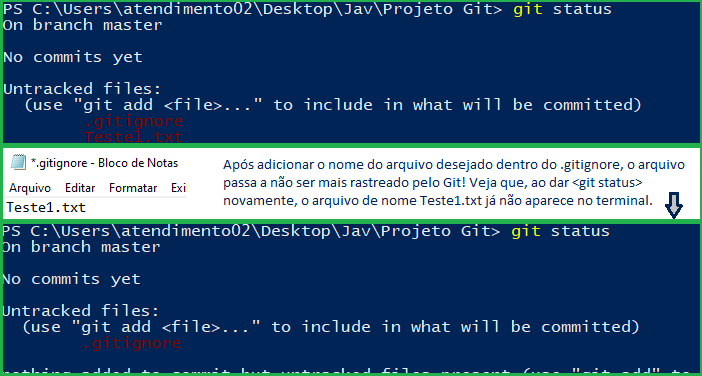 PS C:\Users\atendimento02\Desktop\Jav\Projeto Git> git status
On branch master
No commits yet
Untracked files:
(use "git add <file>..." to include in what will be committed)
.gitignore
Teste1.txt
*.gitignore - Bloco de Notas
Arquivo Editar Formatar Exi
Teste1.txt
Após adicionar o nome do arquivo desejado dentro do .gitignore, o arquivo
passa a não ser mais rastreado pelo Git! Veja que, ao dar <git status>
novamente, o arquivo de nome Teste1.txt já não aparece no terminal.
PS C:\Users\atendimento02\Desktop\Jav\Projeto Git> git status
On branch master
No commits yet
Untracked files:
(use "git add <file>..." to include in what will be committed)
.gitignore
nothing added to commit but untracked files present (use "git add" to